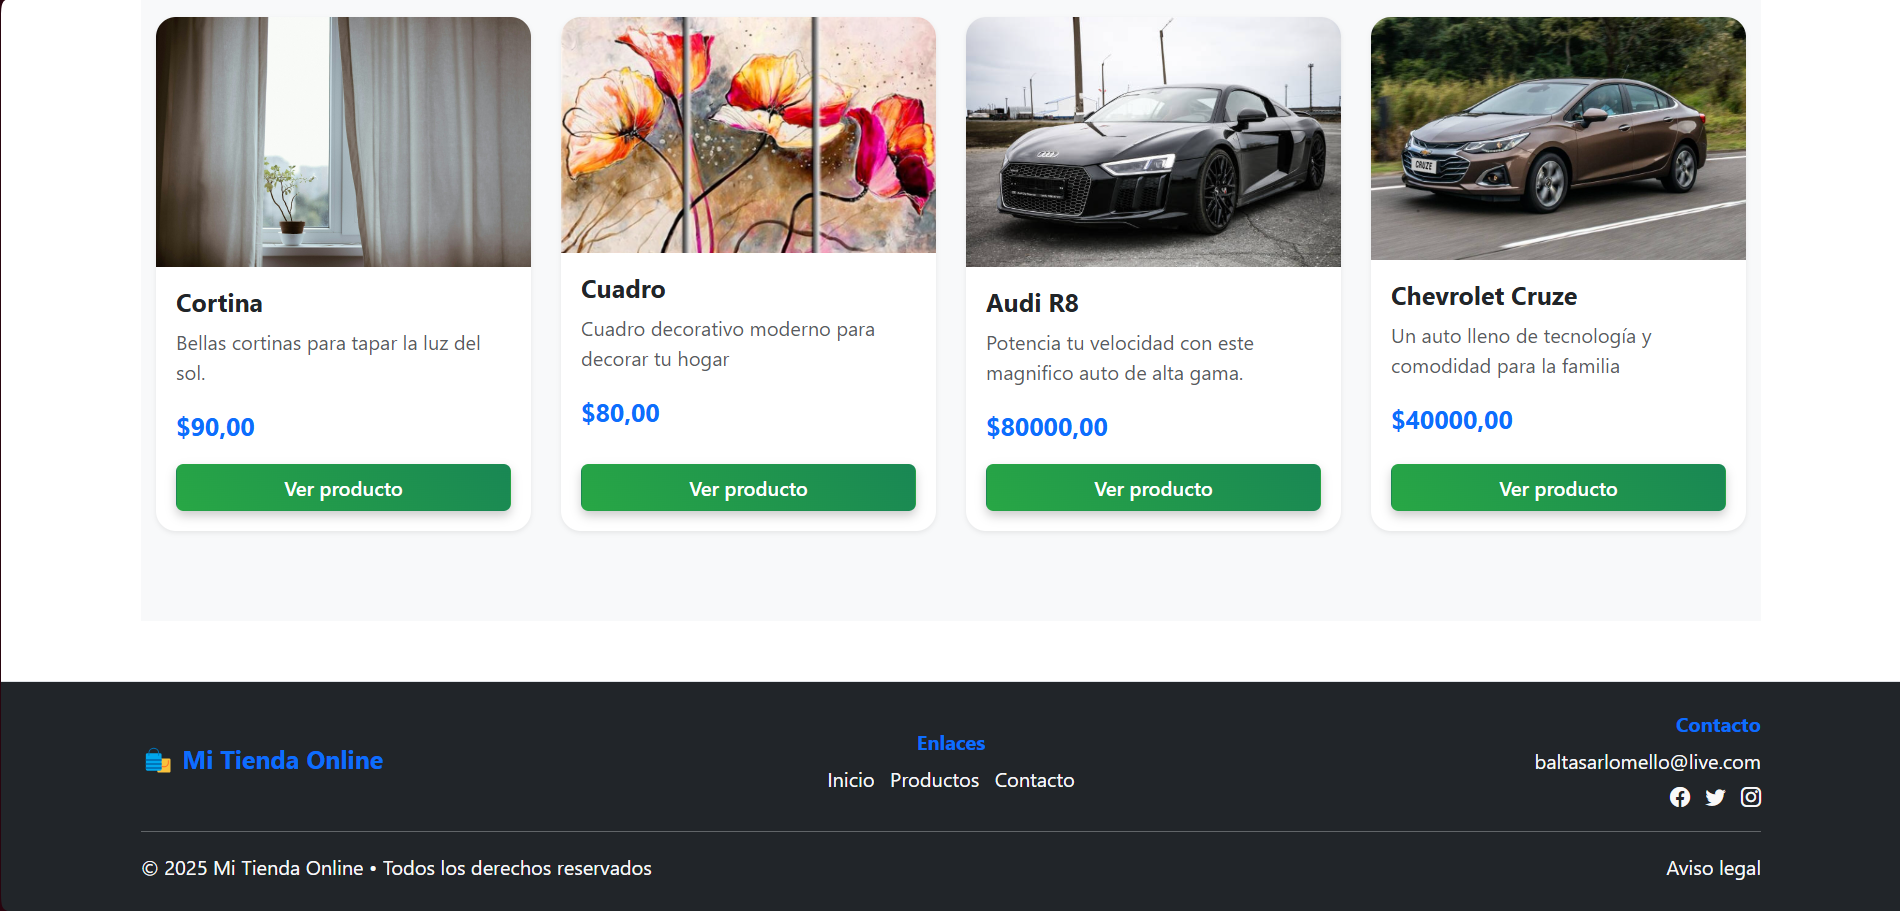 CRUZE
Cortina
Bellas cortinas para tapar la luz del
sol.
$90,00
Ver producto
Cuadro
Cuadro decorativo moderno para
decorar tu hogar
$80,00
Ver producto
Audi R8
Potencia tu velocidad con este
magnifico auto de alta gama.
$80000,00
Ver producto
Chevrolet Cruze
Un auto lleno de tecnología y
comodidad para la familia
$40000,00
Ver producto
Mi Tienda Online
Enlaces
Inicio Productos Contacto
Contacto
baltasarlomello@live.com
© 2025 Mi Tienda Online • Todos los derechos reservados
Aviso legal